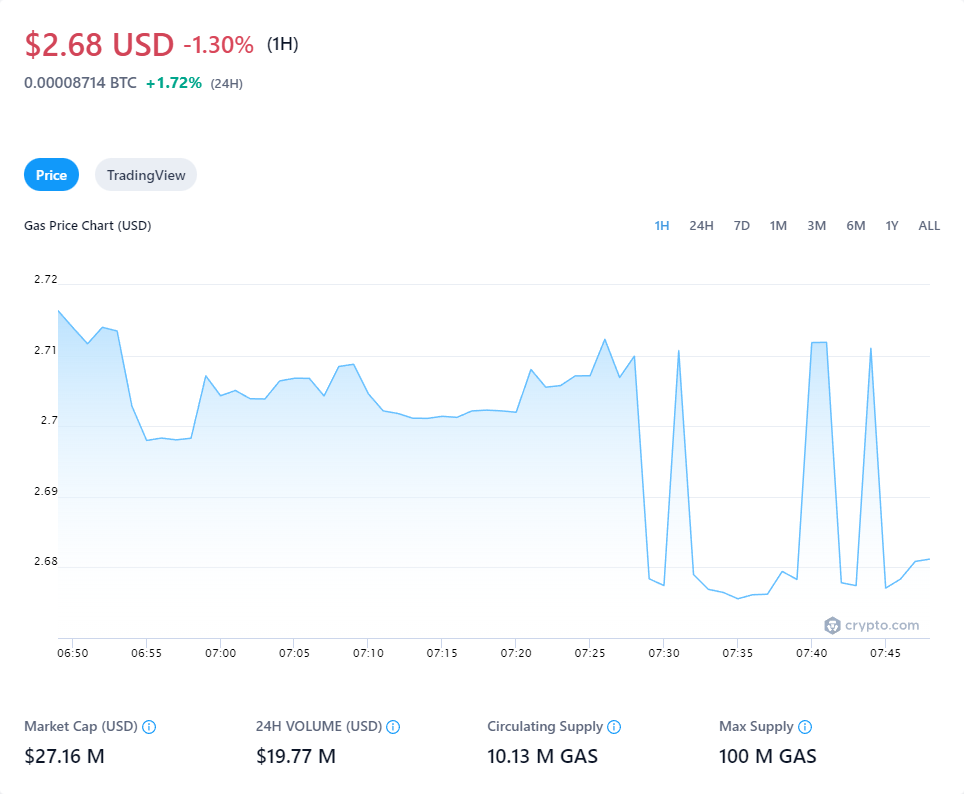 $2.68 USD -1.30% (1H)
0.00008714 BTC +1.72% (24H)
Price TradingView
Gas Price Chart (USD) 1H 24H 7D 1M 3M 6M 1Y ALL
2.72
2.71
2.7
2.69
2.68
crypto.com
06:50 06:55 07:00 07:05 07:10 07:15 07:20 07:25 07:30 07:35 07:40 07:45
Market Cap (USD) 24H VOLUME (USD) Circulating Supply Max Supply
$27.16 M $19.77 M 10.13 M GAS 100 M GAS